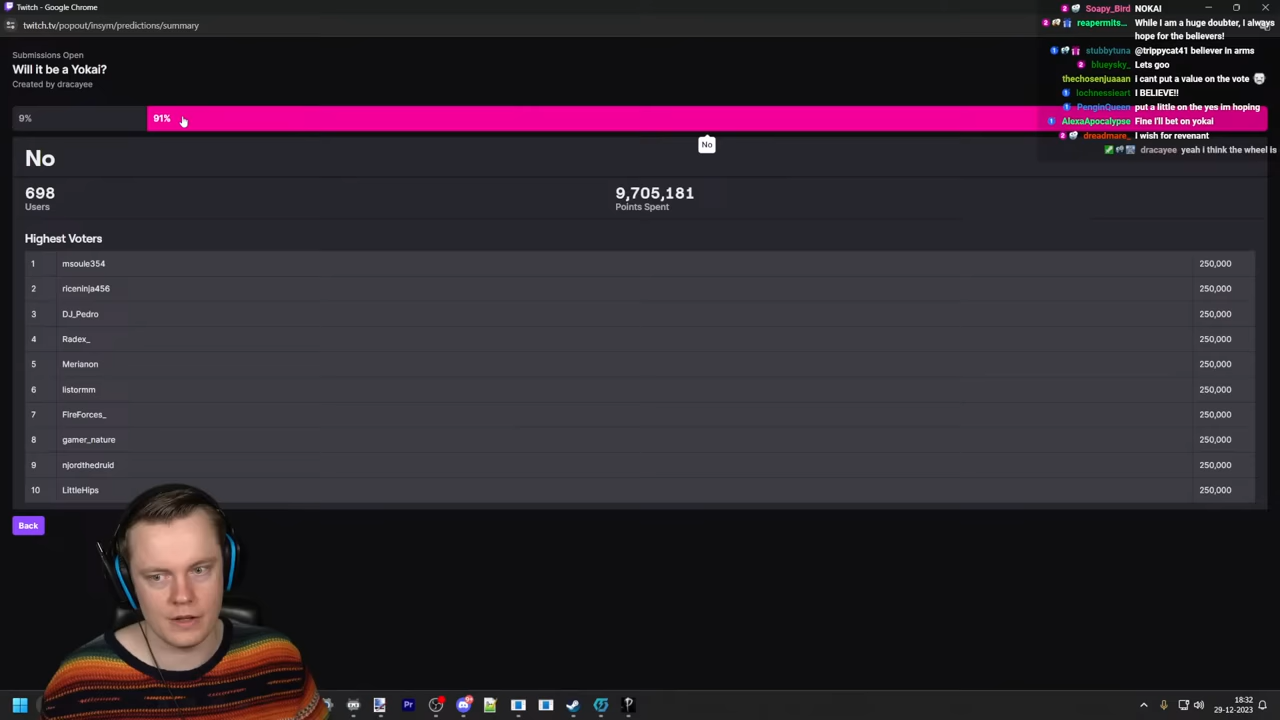 Twitch - Google Chrome
twitch.tv/popout/insym/predictions/summary
Submissions Open
Will it be a Yokai?
Created by dracayee
9%
91%
No
No
698
Users
9,705,181
Points Spent
Highest Voters
1 msoule354 250,000
2 riceninja456 250,000
3 DJ_Pedro 250,000
4 Radex_ 250,000
5 Merianon 250,000
6 listormm 250,000
7 FireForces_ 250,000
8 gamer_nature 250,000
9 njordthedruid 250,000
10 LittleHips 250,000
Back
Soapy_Bird NOKAI
reapermits... While I am a huge doubter, I always
hope for the believers!
stubbytuna @trippycat41 believer in arms
blueysky_ Lets goo
thechosenjuaaan I cant put a value on the vote
lochnessieart I BELIEVE!!
PenginQueen put a little on the yes im hoping
AlexaApocalypse Fine I'll bet on yokai
dreadmare_ I wish for revenant
dracayee yeah I think the wheel is
18:32
29-12-2023